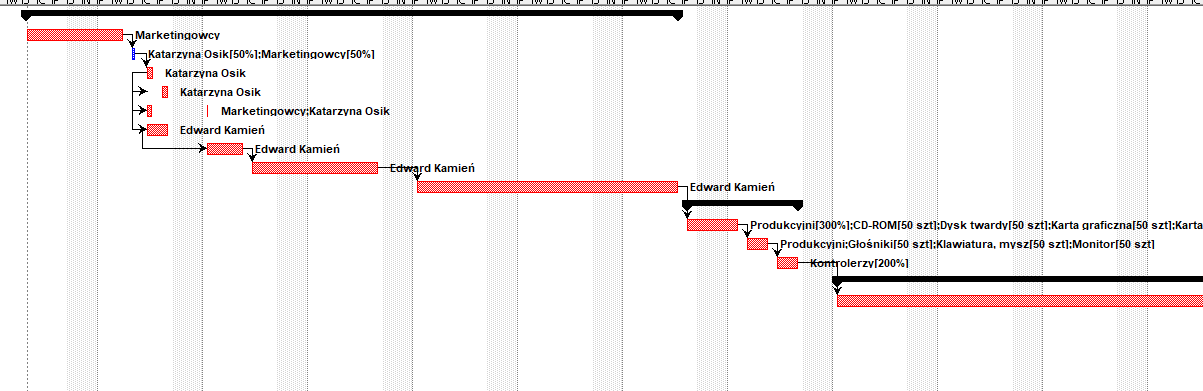 Marketingowcy
Katarzyna Osik[50%];Marketingowcy[50%]
Katarzyna Osik
Katarzyna Osik
Marketingowcy;Katarzyna Osik
Edward Kamień
Edward Kamień
Edward Kamień
Edward Kamień
Produkcyjni[300%];CD-ROM[50 szt];Dysk twardy[50 szt];Karta graficzna[50 szt];Karta
Produkcyjni;Głośniki[50 szt];Klawiatura, mysz[50 szt];Monitor[50 szt]
Kontrolerzy[200%]